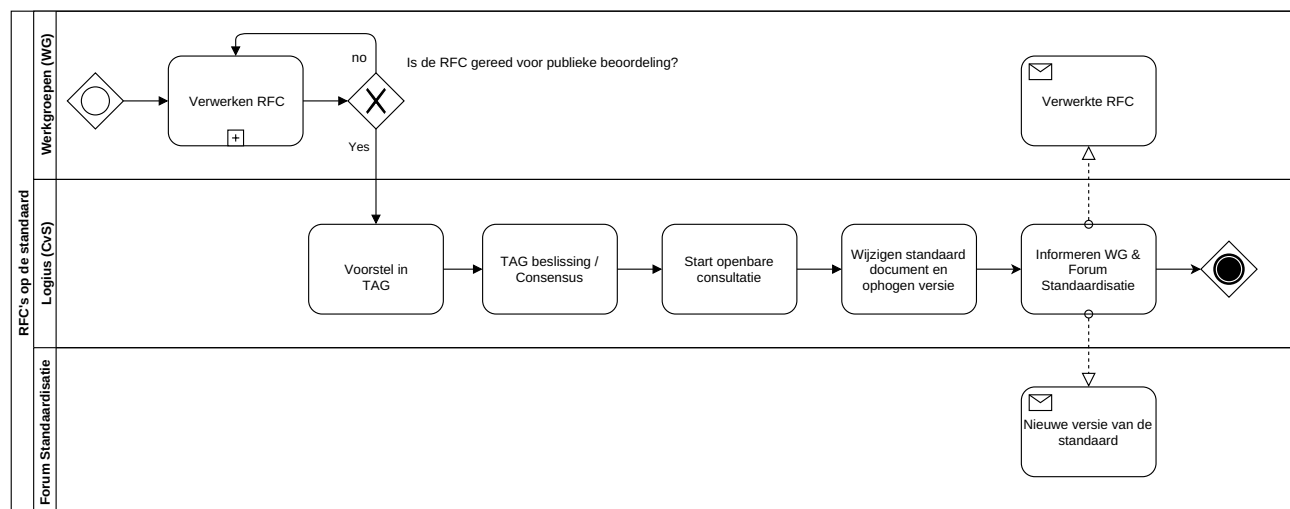 RFC's op de standaard
Werkgroepen (WG)
no
Is de RFC gereed voor publieke beoordeling?
Verwerken RFC
Yes
Verwerkte RFC
Logius (CvS)
Voorstel in
TAG
TAG beslissing /
Consensus
Start openbare
consultatie
Wijzigen standaard
document en
ophogen versie
Informeren WG &
Forum
Standaardisatie
Forum Standaardisatie
Nieuwe versie van de
standaard